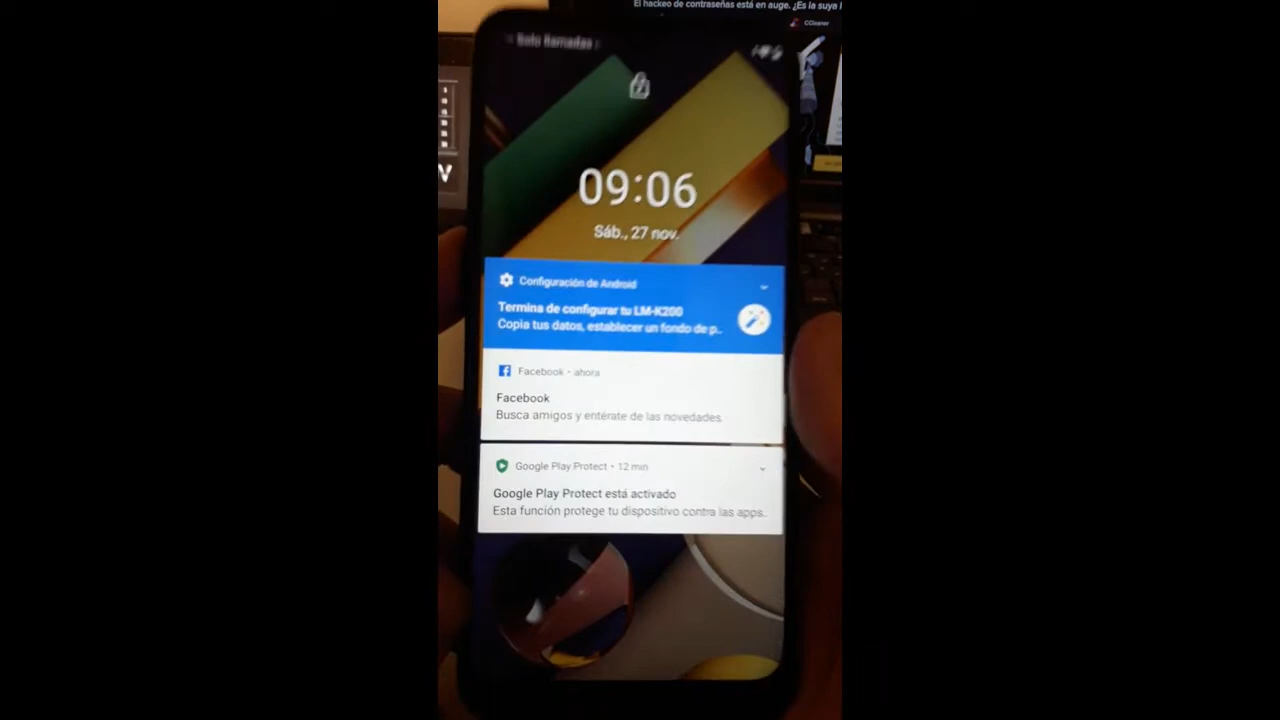 El hackeo de contraseñas está en auge. ¿Es la suya
CCleaner
Solo llamadas
09:06
Sáb., 27 nov.
Configuración de Android
Termina de configurar tu LM-K200
Copia tus datos, establecer un fondo de p..
Facebook • ahora
Facebook
Busca amigos y entérate de las novedades.
Google Play Protect • 12 min
Google Play Protect está activado
Esta función protege tu dispositivo contra las apps..